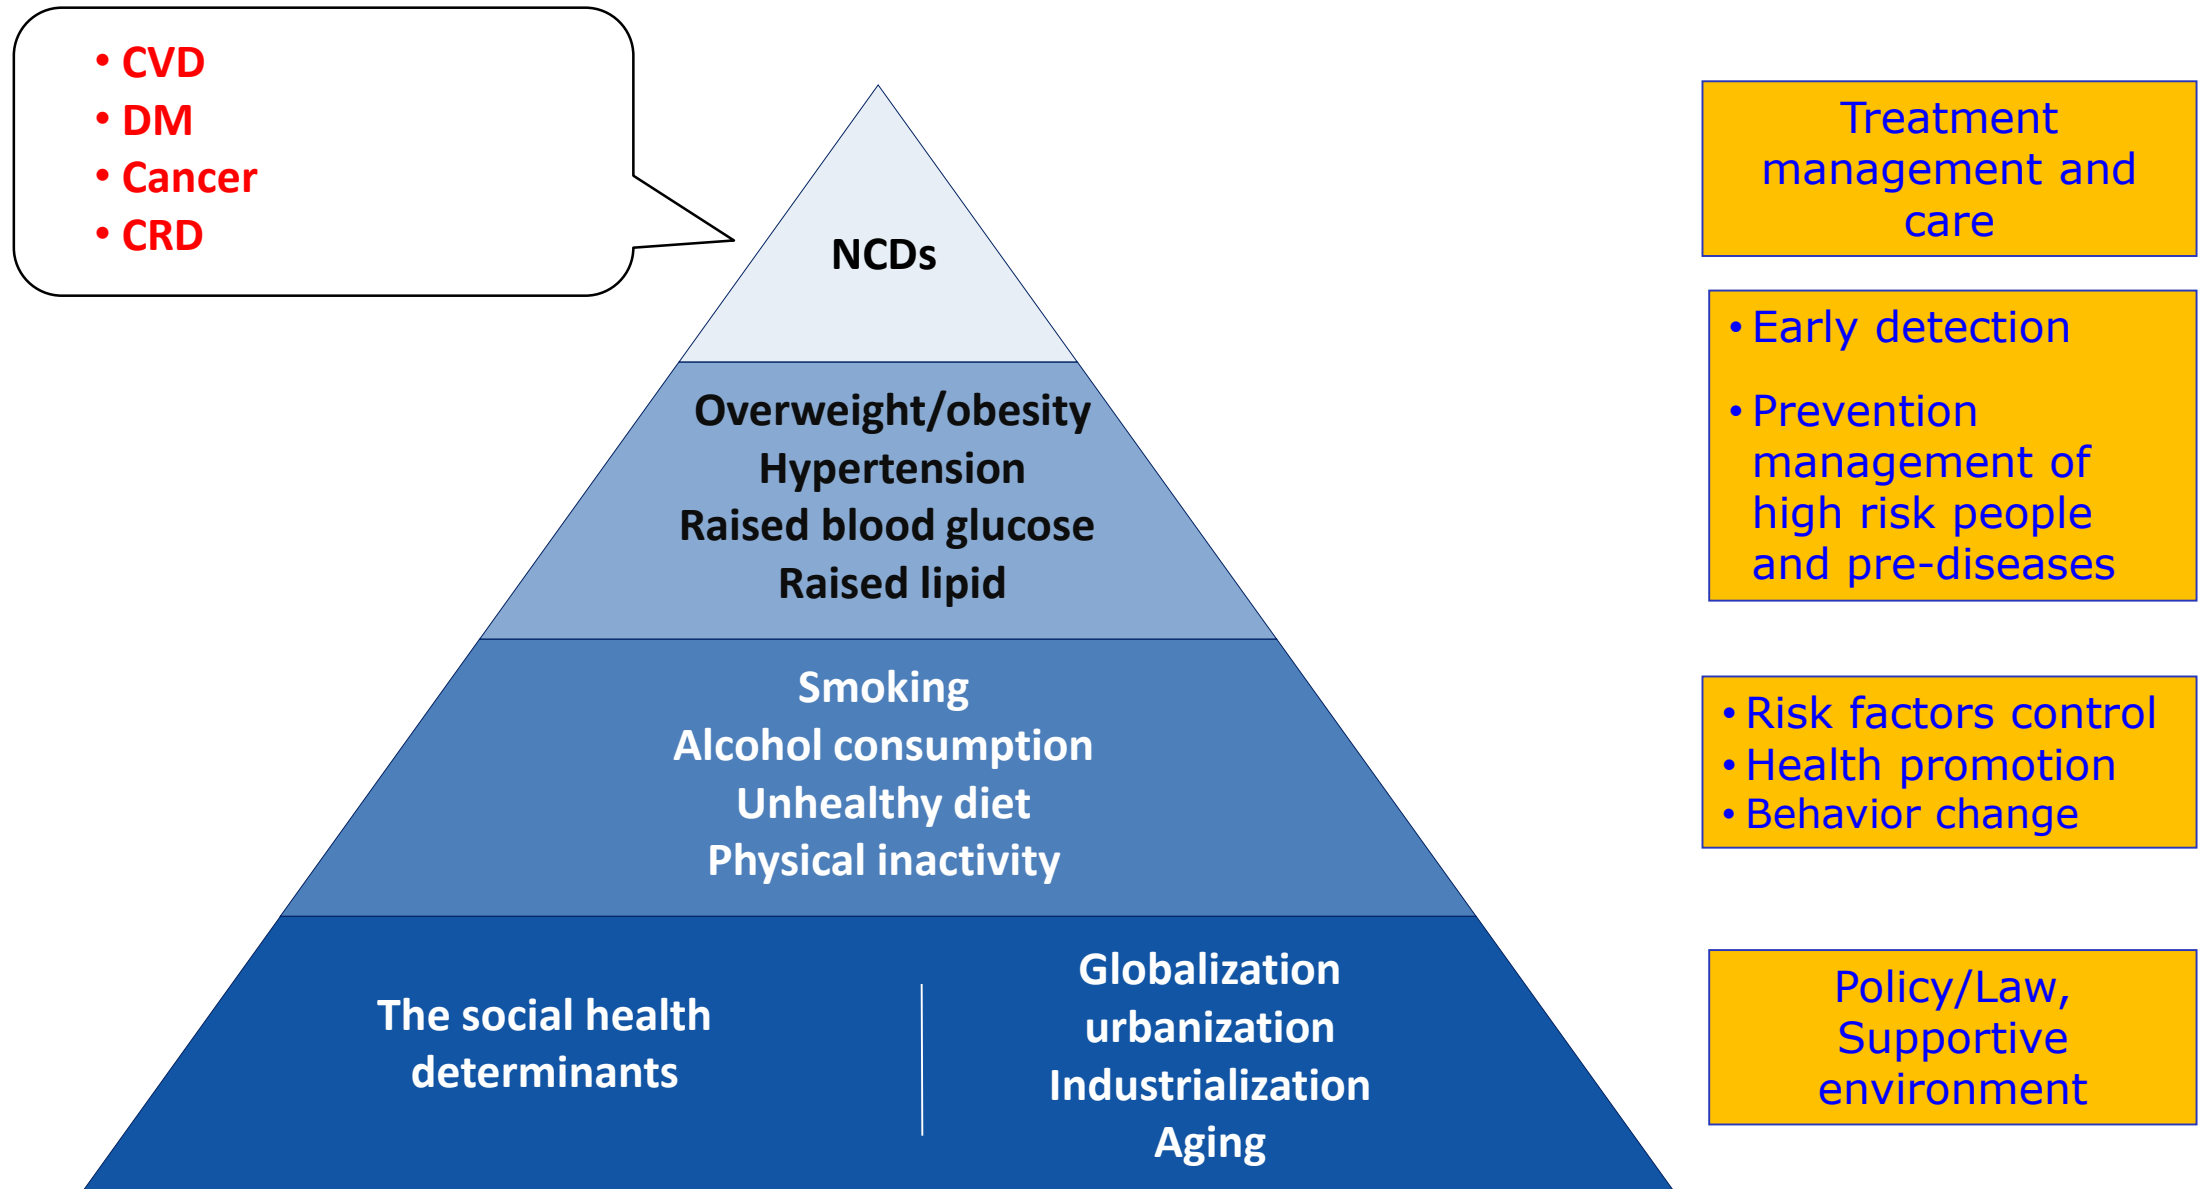 • CVD
• DM
• Cancer
• CRD
NCDs
Overweight/obesity
Hypertension
Raised blood glucose
Raised lipid
Smoking
Alcohol consumption
Unhealthy diet
Physical inactivity
The social health
determinants
Globalization
urbanization
Industrialization
Aging
Treatment
management and
care
• Early detection
• Prevention
management of
high risk people
and pre-diseases
• Risk factors control
• Health promotion
• Behavior change
Policy/Law,
Supportive
environment